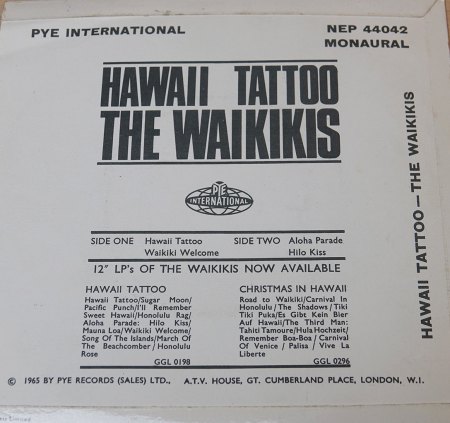 PYE INTERNATIONAL
NEP 44042
MONAURAL
HAWAII TATTOO
THE WAIKIKIS
PYE
INTERNATIONAL
SIDE ONE Hawaii Tattoo
Waikiki Welcome
SIDE TWO Aloha Parade
Hilo Kiss
12" LP's OF THE WAIKIKIS NOW AVAILABLE
HAWAII TATTOO
Hawaii Tattoo/Sugar Moon/
Pacific Punch/I'll Remember
Sweet Hawaii/Honolulu Rag/
Aloha Parade: Hilo Kiss/
Mauna Loa/Waikiki Welcome/
Song Of The Islands/March Of
The Beachcomber / Honolulu
Rose
GGL 0198
CHRISTMAS IN HAWAII
Road to Waikiki/Carnival In
Honolulu / The Shadows / Tiki
Tiki Puka/Es Gibt Kein Bier
Auf Hawaii/The Third Man:
Tahiti Tamoure/Hula Hochzeit/
Remember Boa-Boa / Carnival
Of Venice / Palisa / Vive La
Liberte
GGL 0296
© 1965 BY PYE RECORDS (SALES) LTD., A.T.V. HOUSE, GT. CUMBERLAND PLACE, LONDON, W.I.
HAWAII TATTOO — THE WAIKIKIS
Limited